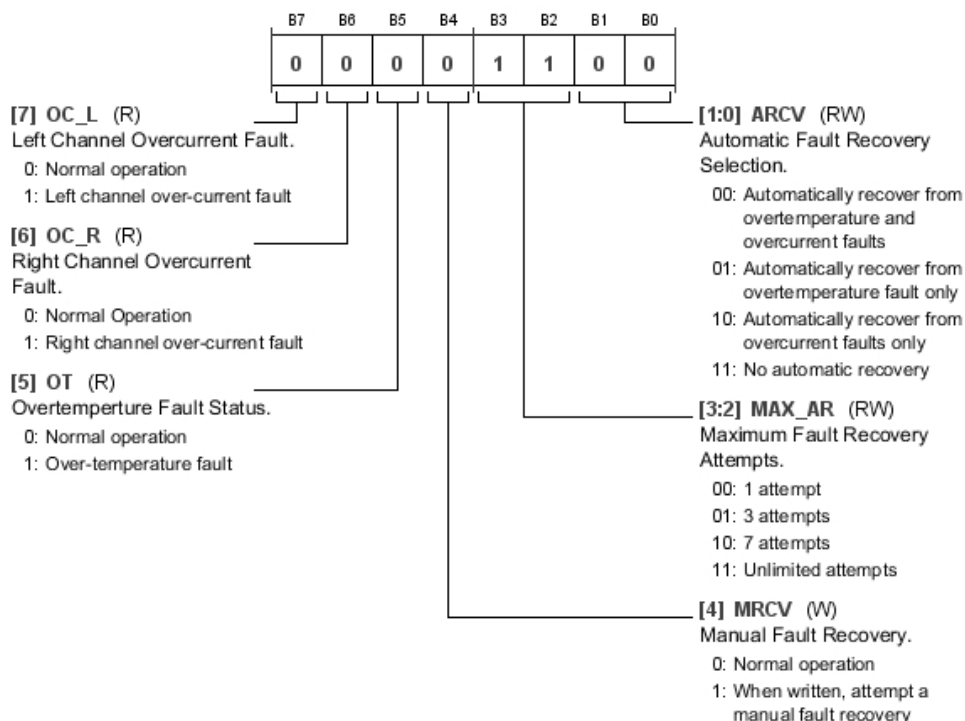 B7 B6 B5 B4 B3 B2 B1 B0
0 0 0 0 1 1 0 0
[7] OC_L (R)
Left Channel Overcurrent Fault.
0: Normal operation
1: Left channel over-current fault
[6] OC_R (R)
Right Channel Overcurrent
Fault.
0: Normal Operation
1: Right channel over-current fault
[5] OT (R)
Overtemperture Fault Status.
0: Normal operation
1: Over-temperature fault
[1:0] ARCV (RW)
Automatic Fault Recovery
Selection.
00: Automatically recover from
overtemperature and
overcurrent faults
01: Automatically recover from
overtemperature fault only
10: Automatically recover from
overcurrent faults only
11: No automatic recovery
[3:2] MAX_AR (RW)
Maximum Fault Recovery
Attempts.
00: 1 attempt
01: 3 attempts
10: 7 attempts
11: Unlimited attempts
[4] MRCV (W)
Manual Fault Recovery.
0: Normal operation
1: When written, attempt a
manual fault recovery